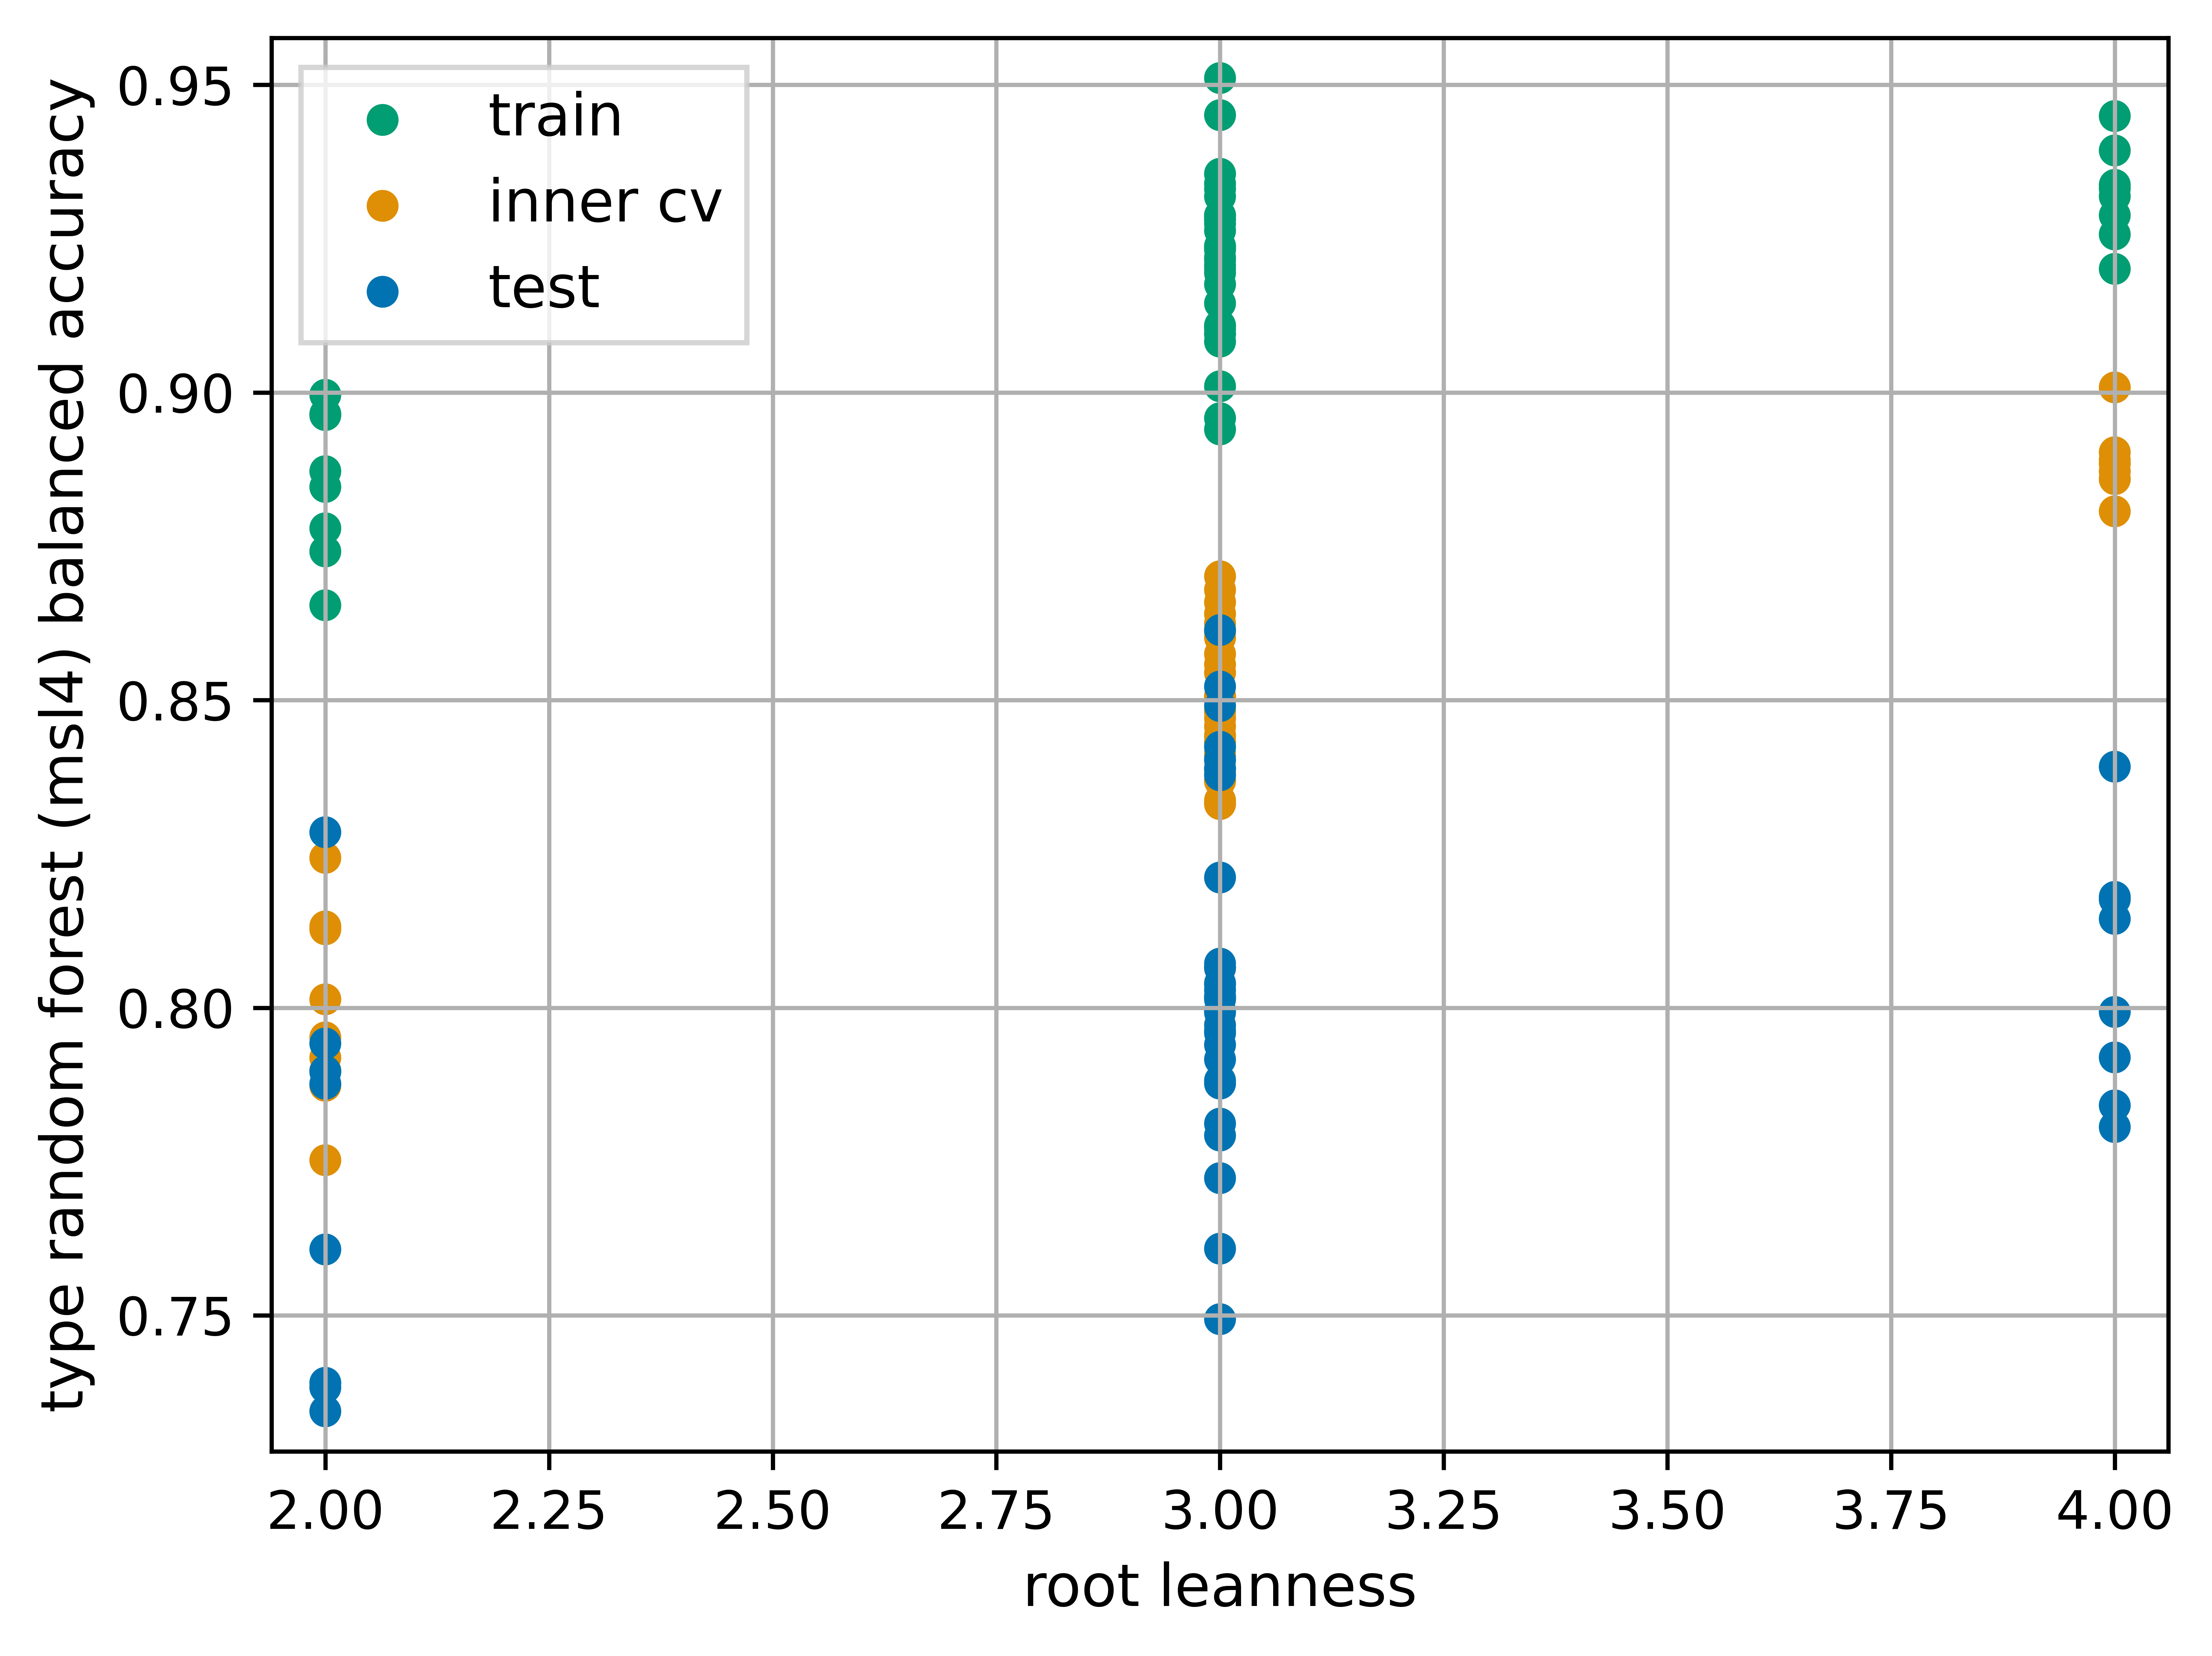 type random forest (msl4) balanced accuracy
0.95
0.90
0.85
0.80
0.75
train
inner cv
test
2.00 2.25 2.50 2.75 3.00 3.25 3.50 3.75 4.00
root leanness